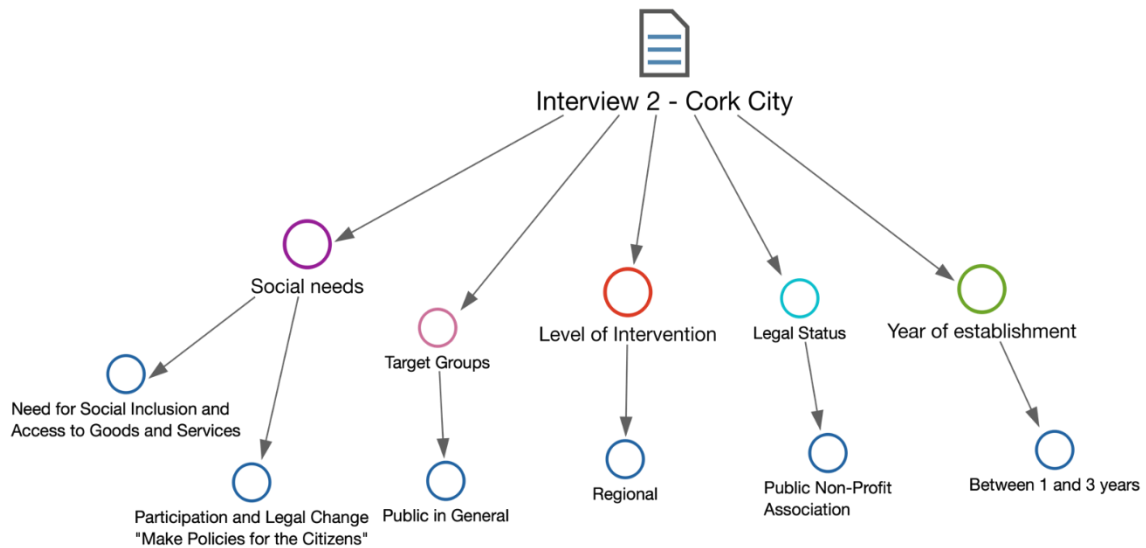 Interview 2 - Cork City
Social needs
Target Groups
Level of Intervention
Legal Status
Year of establishment
Need for Social Inclusion and
Access to Goods and Services
Participation and Legal Change
"Make Policies for the Citizens"
Public in General
Regional
Public Non-Profit
Association
Between 1 and 3 years